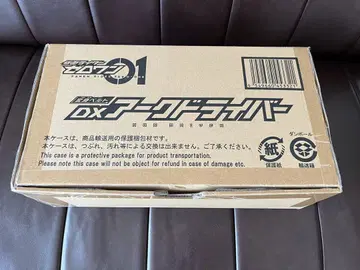 仮面ライダー
ゼロワン 01
KAMEN RIDER ZERO-ONE
変身ベルト
DXアークドライバー
本ケースは、商品輸送用の保護梱包材です。
本ケースは、つぶれ、汚れ等による交換は出来ません、ご了承ください。
This case is a protective package for product transportation.
Please note this case will not be object for refund in case of damage etc.
紙
保護紙
ダンボール
輸送箱